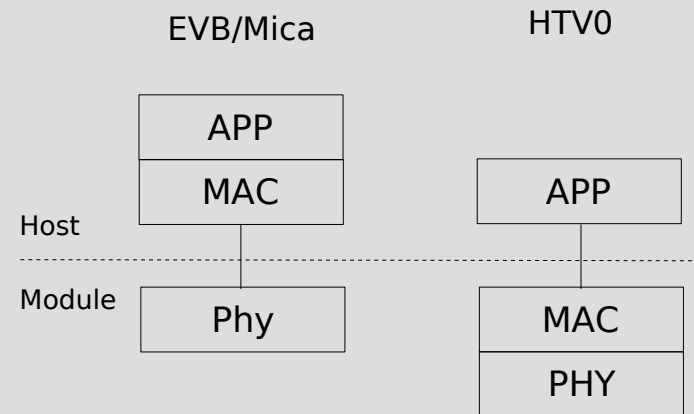 EVB/Mica
HTV0
APP
MAC
APP
Host
Module
Phy
MAC
PHY